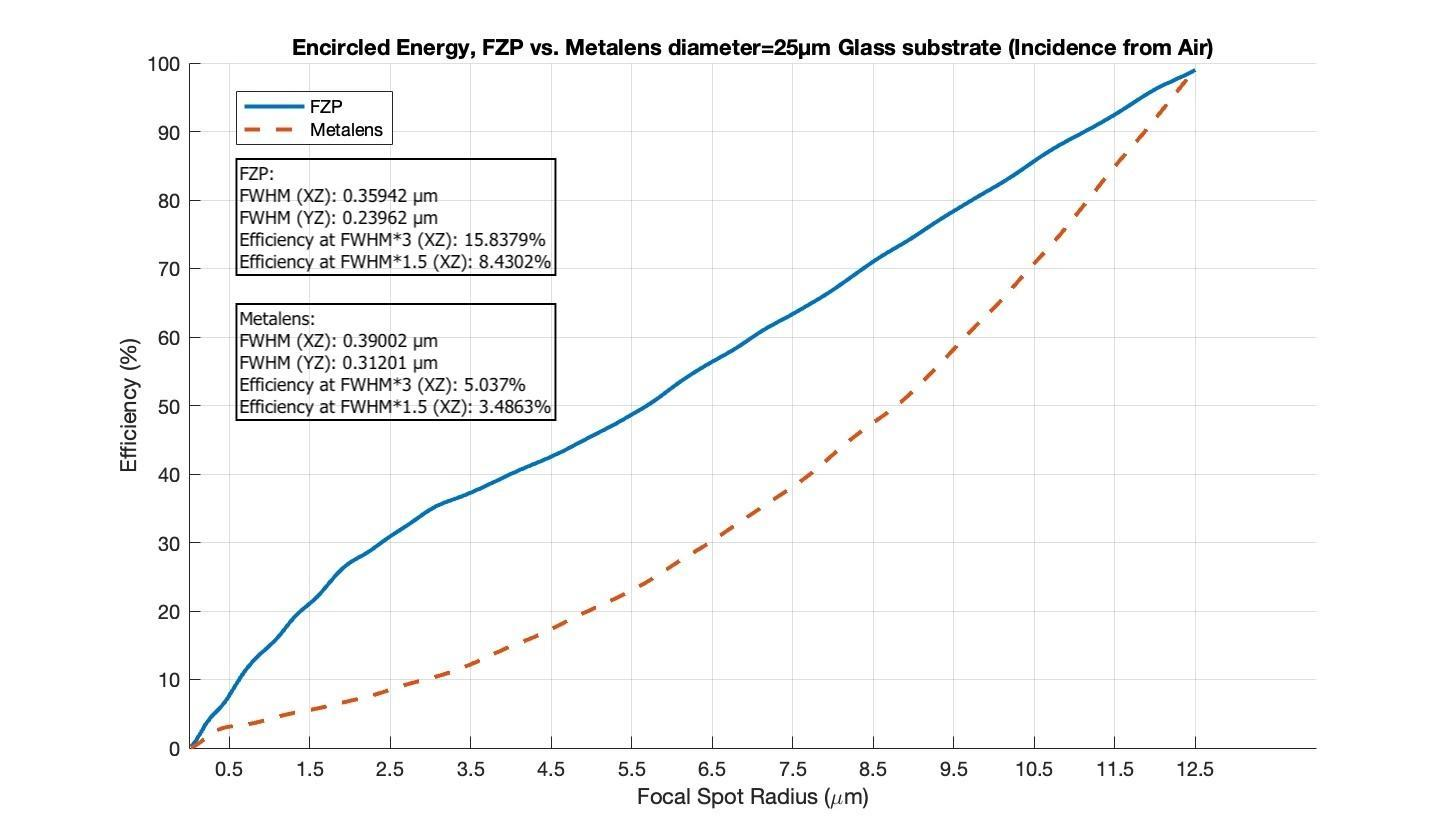 Encircled Energy, FZP vs. Metalens diameter=25μm Glass substrate (Incidence from Air)
100
90
80
70
60
50
40
30
20
10
0
Efficiency (%)
FZP
Metalens
FZP:
FWHM (XZ): 0.35942 μm
FWHM (YZ): 0.23962 μm
Efficiency at FWHM*3 (XZ): 15.8379%
Efficiency at FWHM*1.5 (XZ): 8.4302%
Metalens:
FWHM (XZ): 0.39002 μm
FWHM (YZ): 0.31201 μm
Efficiency at FWHM*3 (XZ): 5.037%
Efficiency at FWHM*1.5 (XZ): 3.4863%
0.5 1.5 2.5 3.5 4.5 5.5 6.5 7.5 8.5 9.5 10.5 11.5 12.5
Focal Spot Radius (μm)